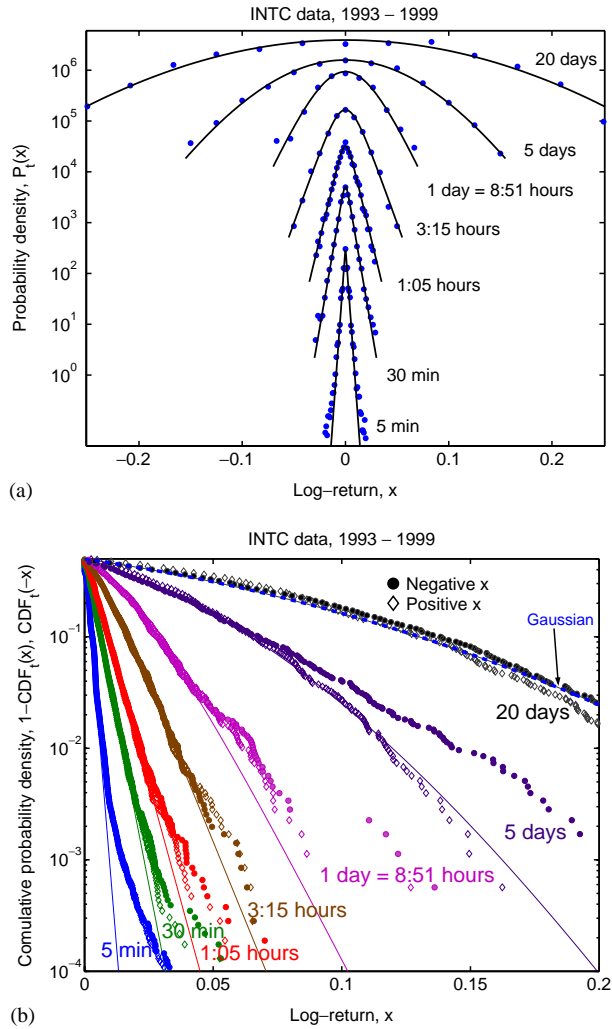 INTC data, 1993 – 1999
Probability density, P_t(x)
10^6
10^5
10^4
10^3
10^2
10^1
10^0
20 days
5 days
1 day = 8:51 hours
3:15 hours
1:05 hours
30 min
5 min
−0.2
−0.1
0
0.1
0.2
(a)
Log−return, x
INTC data, 1993 – 1999
Cumulative probability density, 1−CDF_t(x), CDF_t(−x)
Negative x
Positive x
Gaussian
10^−1
10^−2
10^−3
10^−4
20 days
5 days
1 day = 8:51 hours
3:15 hours
30 min
1:05 hours
5 min
0
0.05
0.1
0.15
0.2
(b)
Log−return, x